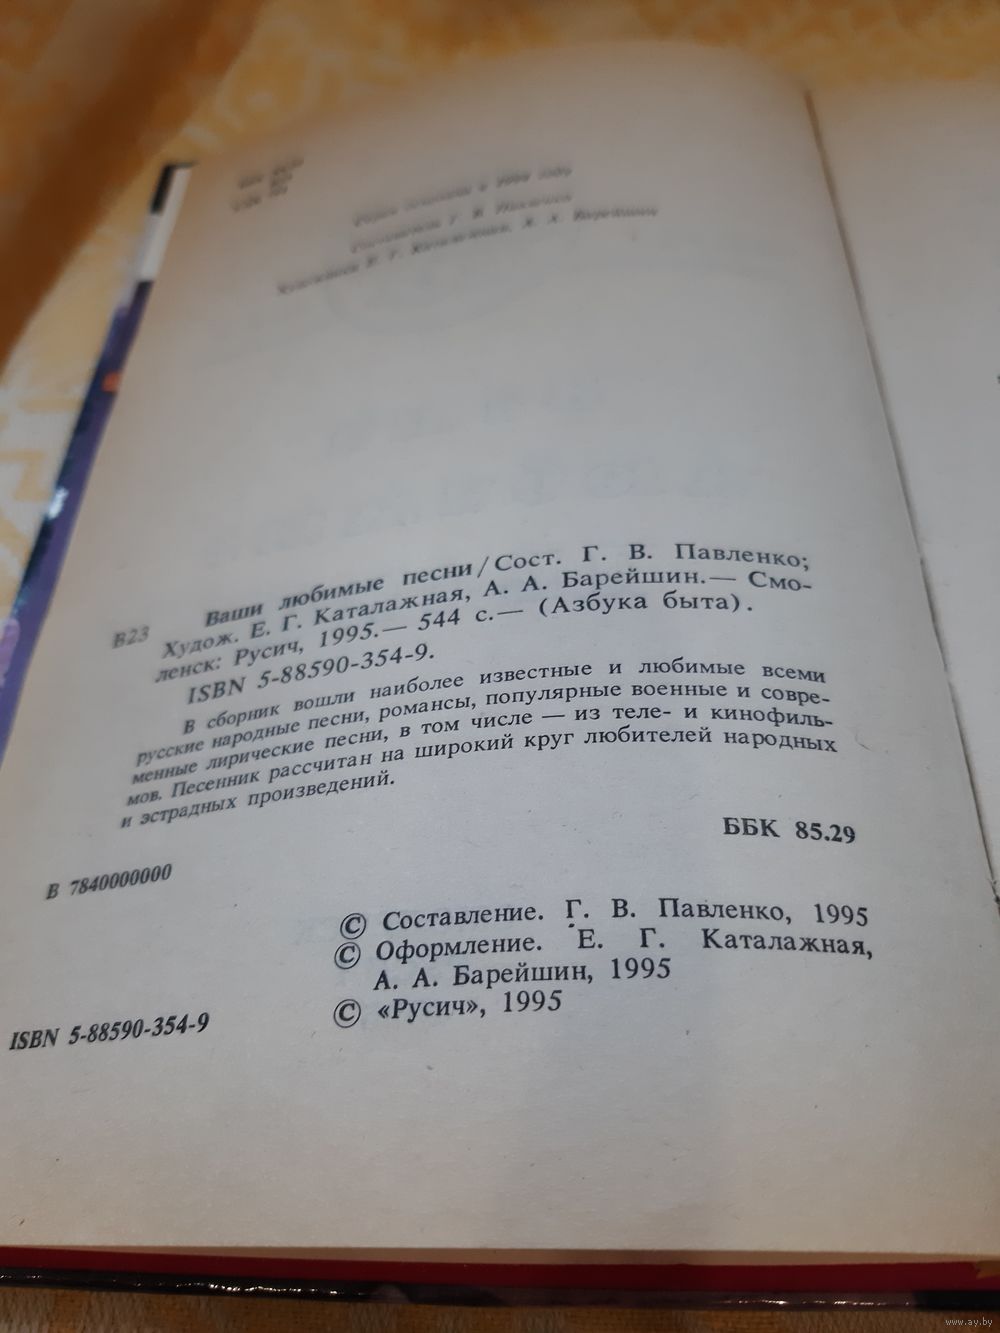 Ваши любимые песни/Сост. Г. В. Павленко;
В23 Худож. Е. Г. Каталажная, А. А. Барейшин.— Смо-
ленск: Русич, 1995.— 544 с.— (Азбука быта).
ISBN 5-88590-354-9.
В сборник вошли наиболее известные и любимые всеми
русские народные песни, романсы, популярные военные и совре-
менные лирические песни, в том числе — из теле- и кинофиль-
мов. Песенник рассчитан на широкий круг любителей народных
и эстрадных произведений.
ББК 85.29
В 7840000000
© Составление. Г. В. Павленко, 1995
© Оформление. Е. Г. Каталажная,
А. А. Барейшин, 1995
© «Русич», 1995
ISBN 5-88590-354-9
www.ay.by